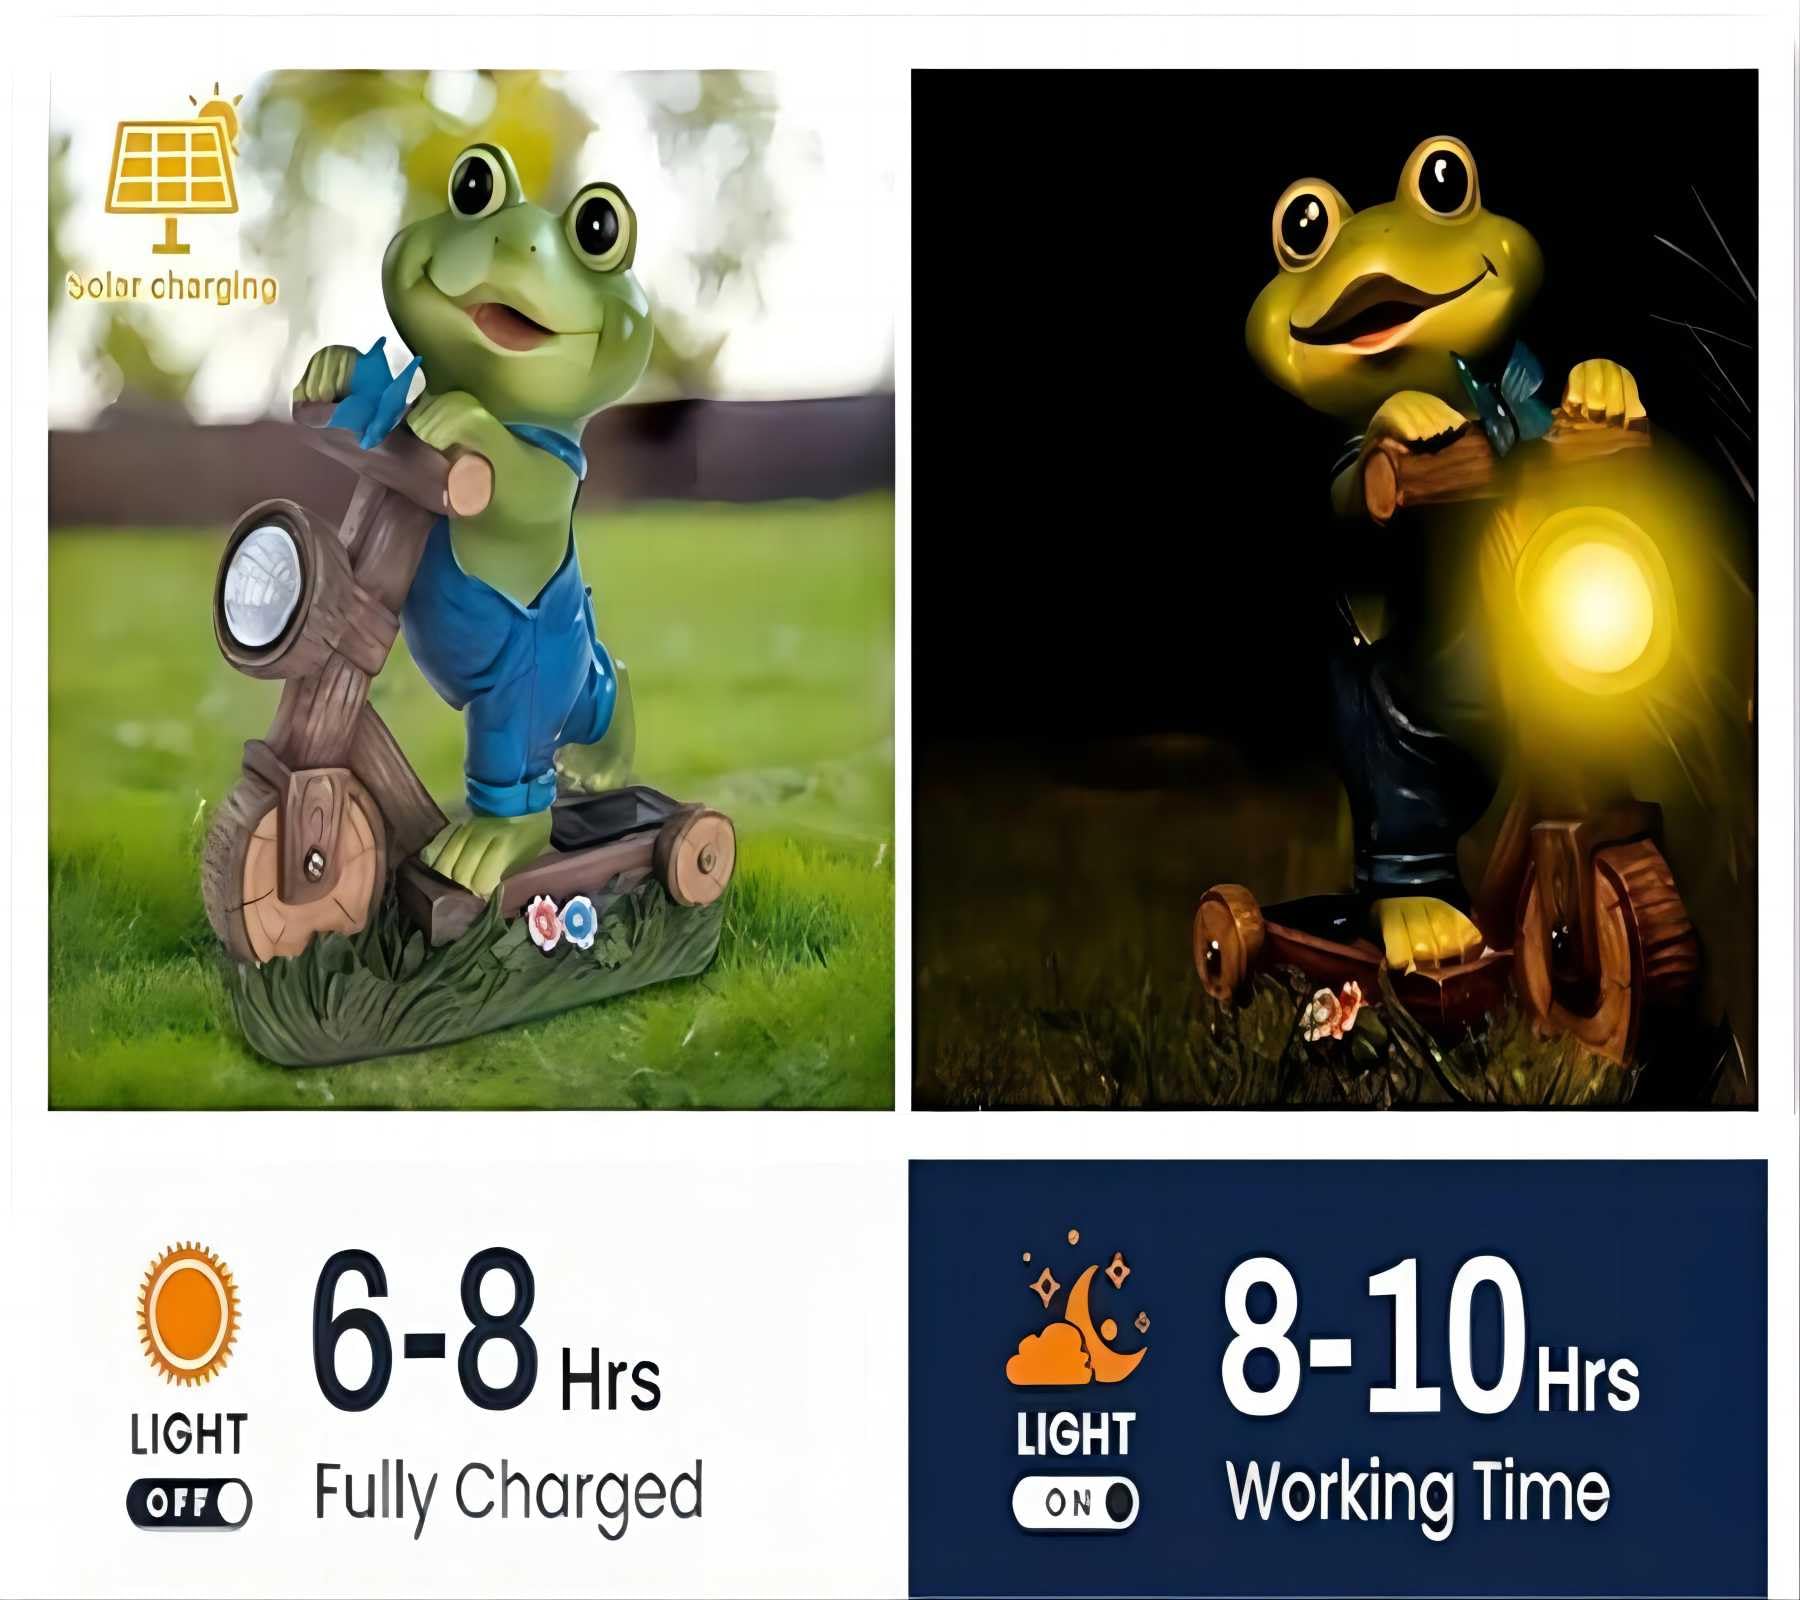 Solar charging
6-8 Hrs
LIGHT
OFF
Fully Charged
8-10 Hrs
LIGHT
ON
Working Time